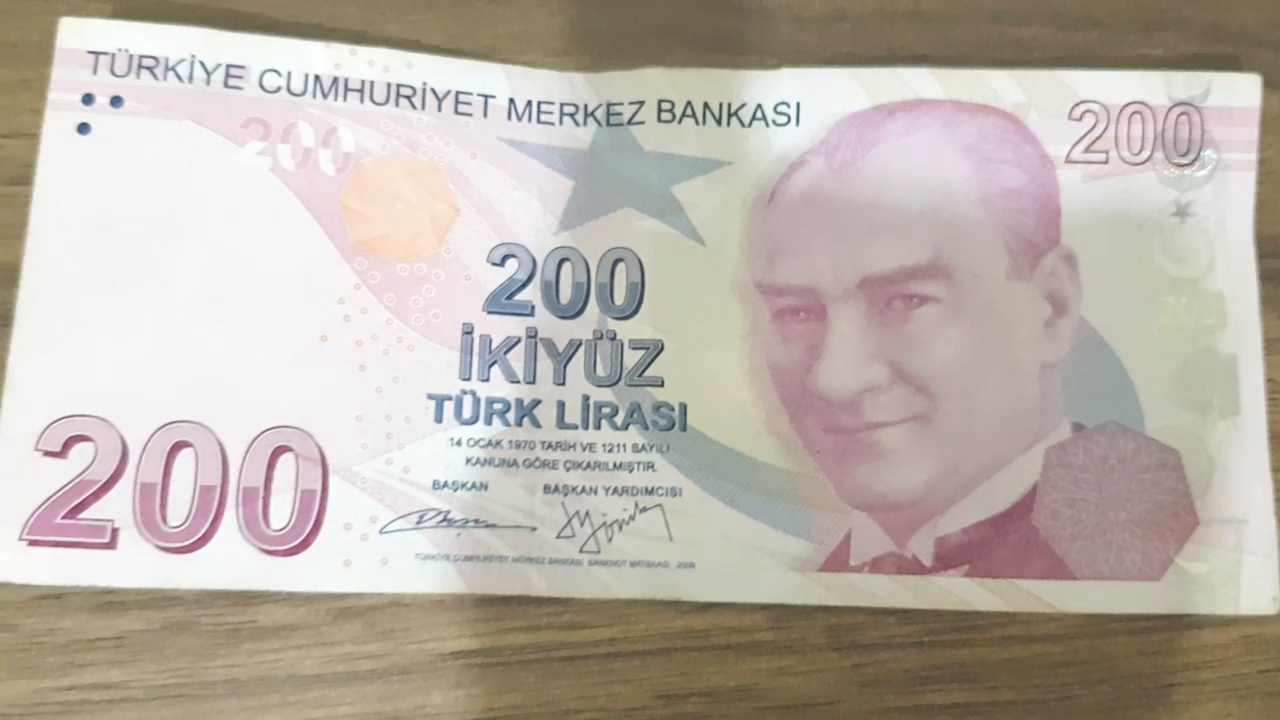 TÜRKİYE CUMHURİYET MERKEZ BANKASI
200
200
200
İKİYÜZ
TÜRK LİRASI
14 OCAK 1970 TARİH VE 1211 SAYILI
KANUNA GÖRE ÇIKARILMIŞTIR.
BAŞKAN BAŞKAN YARDIMCISI
200
TÜRKİYE CUMHURİYET MERKEZ BANKASI BANKNOT MATBAASI 2009